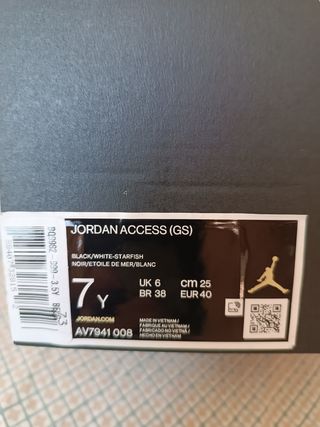 JORDAN ACCESS (GS)
BLACK/WHITE-STARFISH
NOIR/ETOILE DE MER/BLANC
7Y
UK 6 cm 25
BR 38 EUR 40
JORDAN.COM
AV7941 008
MADE IN VIETNAM /
FABRIQUE AU VIETNAM /
FABRICADO NO VIETNÃ /
HECHO EN VIETNAM